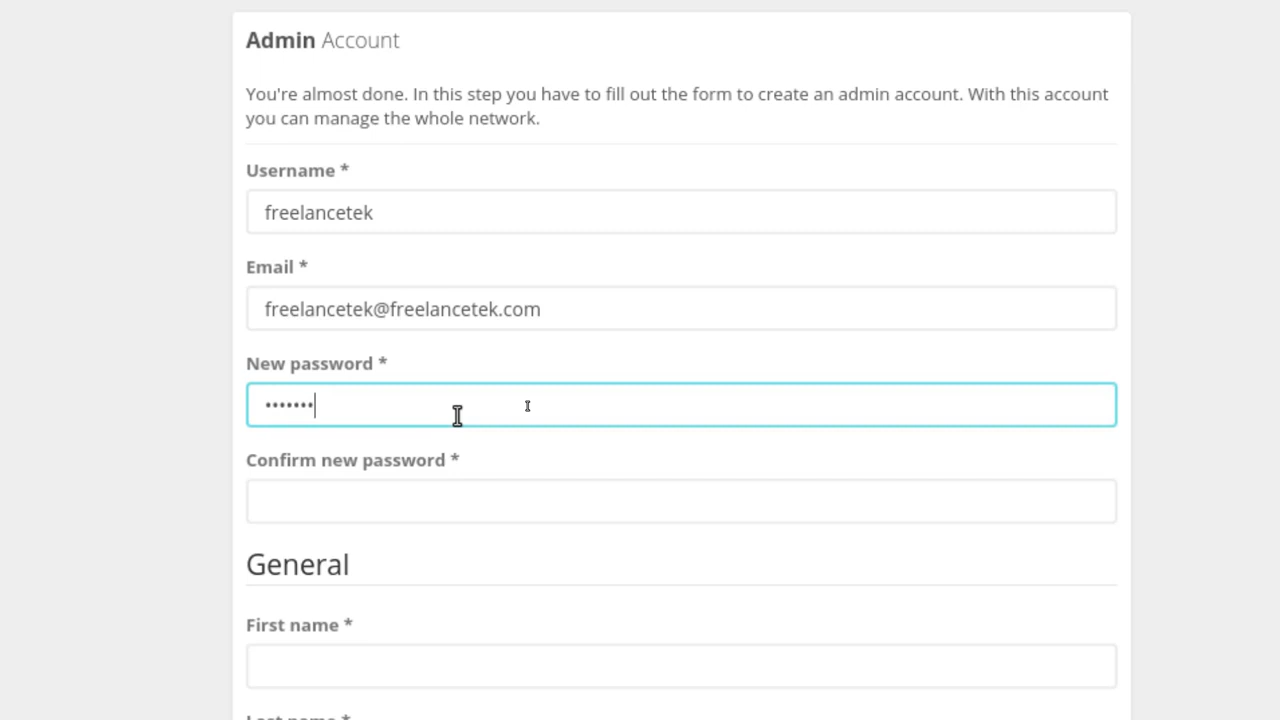 Admin Account
You're almost done. In this step you have to fill out the form to create an admin account. With this account
you can manage the whole network.
Username *
freelancetek
Email *
freelancetek@freelancetek.com
New password *
•••••••
Confirm new password *
General
First name *
Last name *